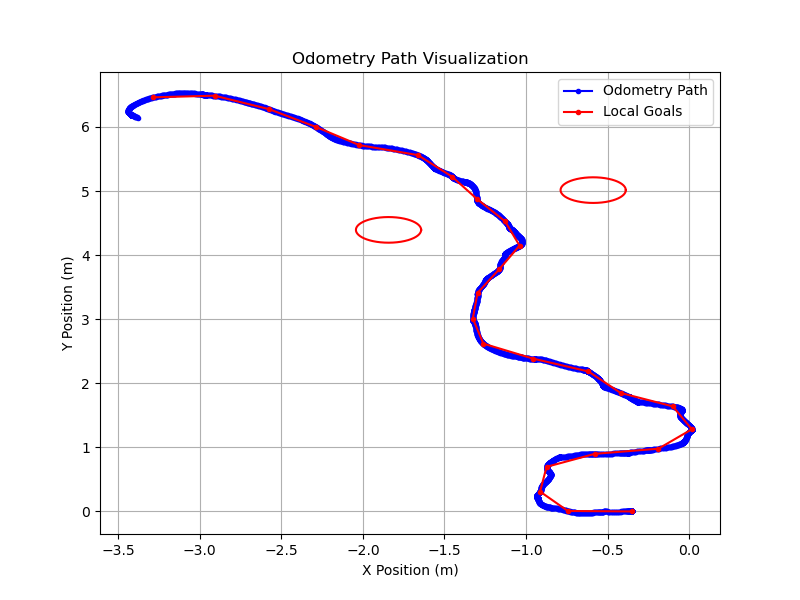 Odometry Path Visualization
Odometry Path
Local Goals
Y Position (m)
6
5
4
3
2
1
0
−3.5 −3.0 −2.5 −2.0 −1.5 −1.0 −0.5 0.0
X Position (m)